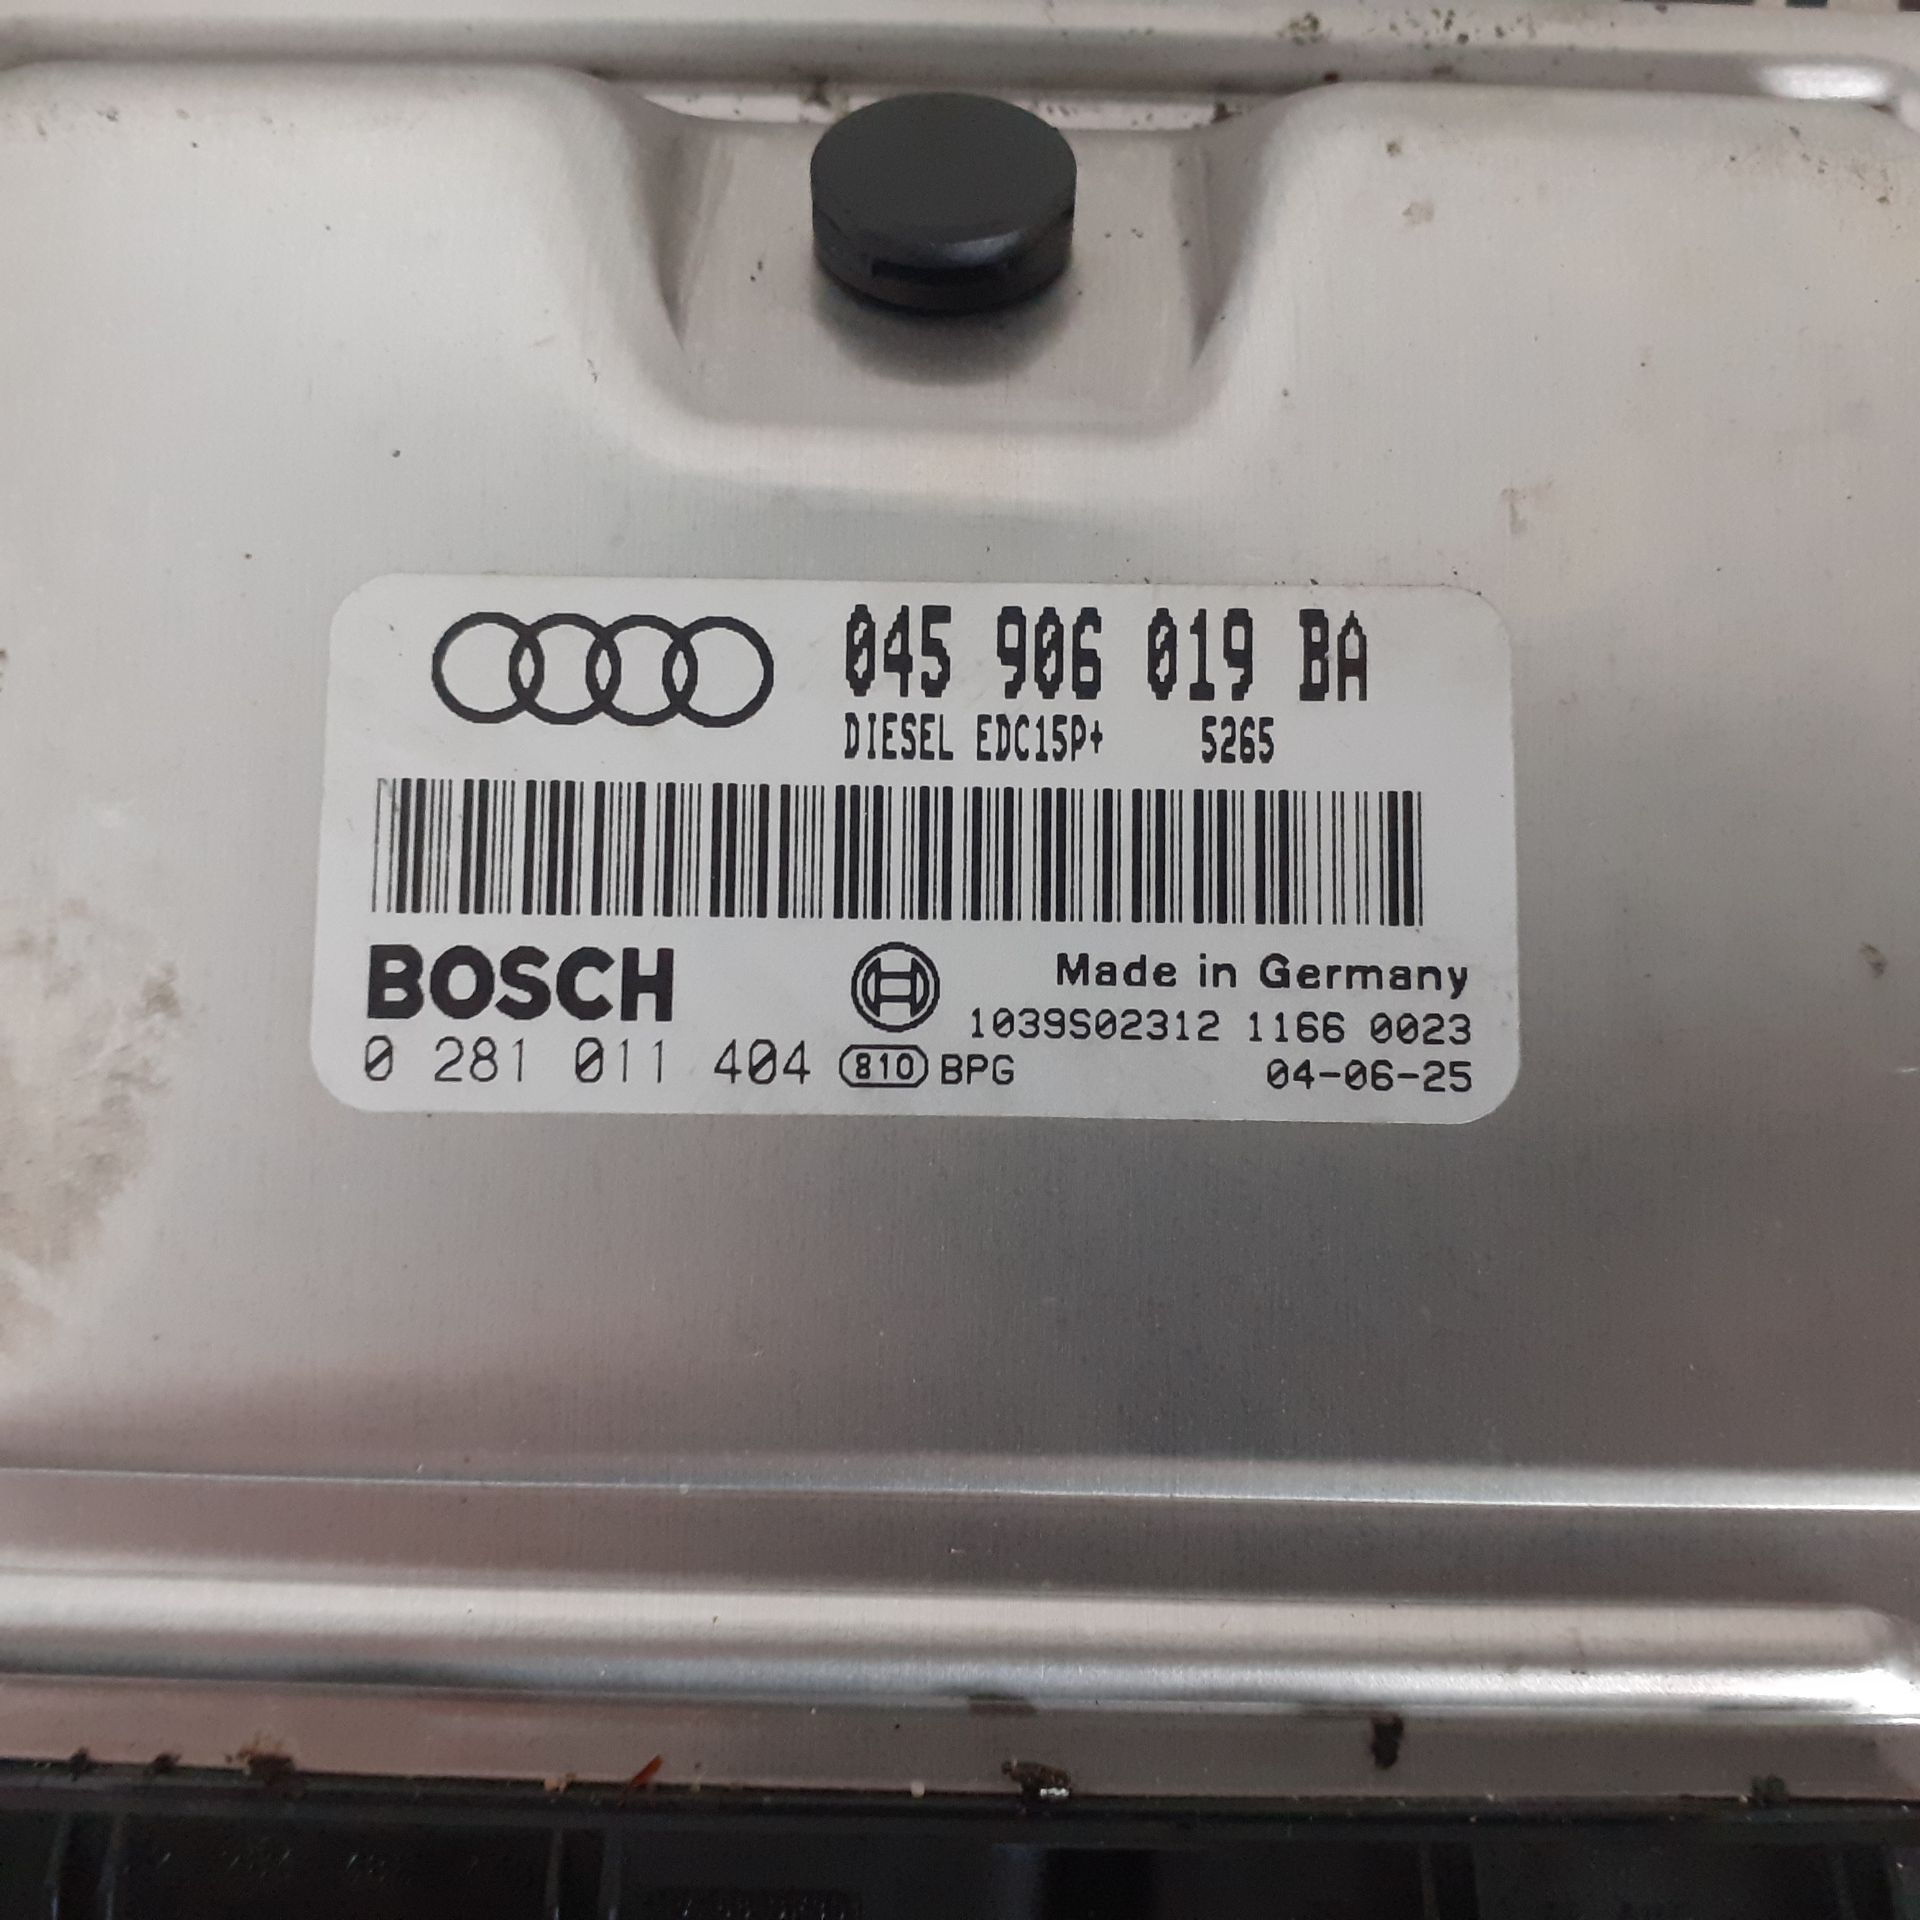 045 906 019 BA
DIESEL EDC15P+ 5265
BOSCH
Made in Germany
1039S02312 1166 0023
0 281 011 404 810 BPG 04-06-25